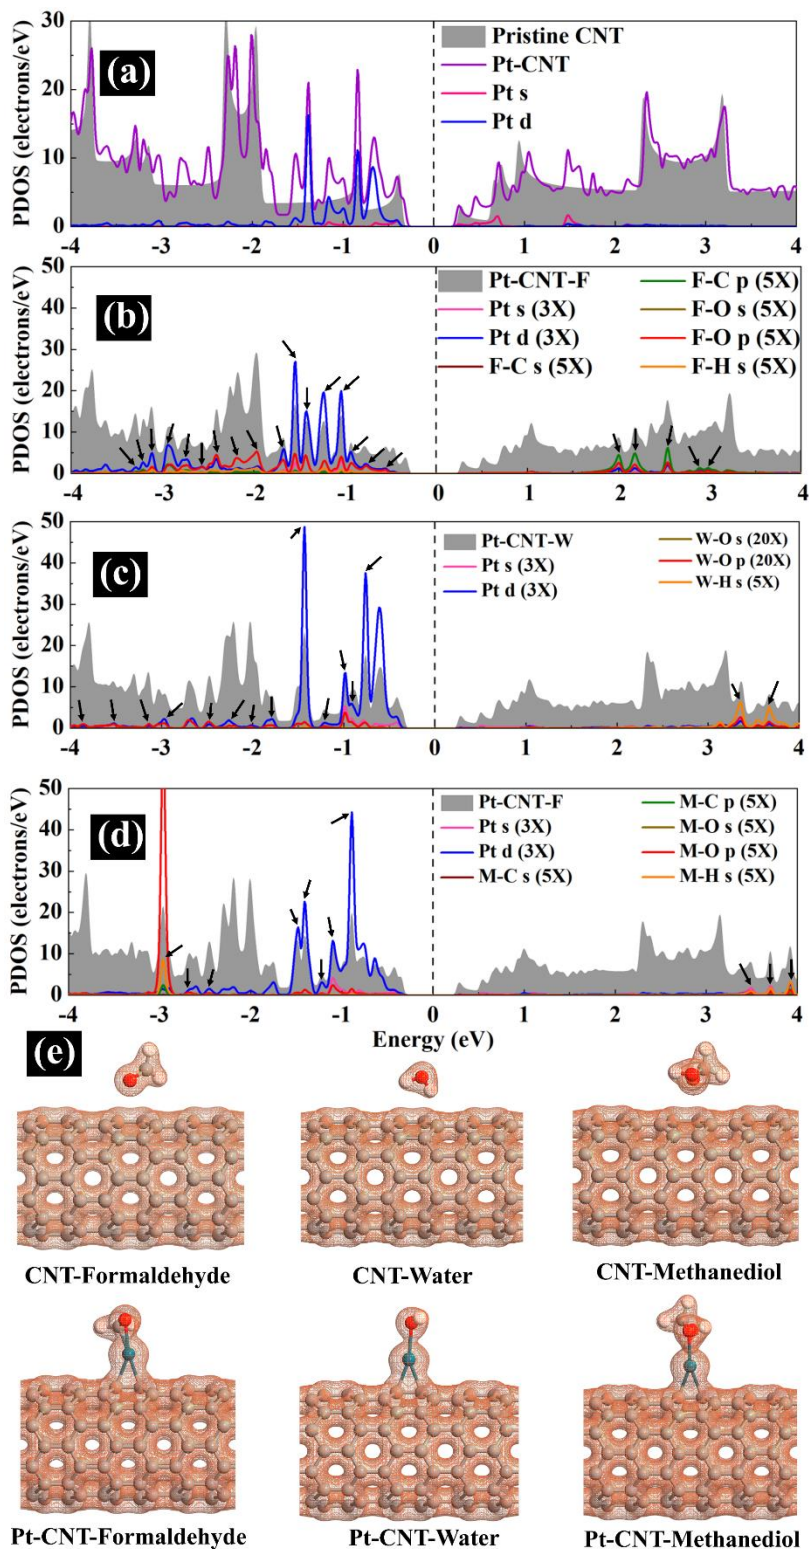 (a)
PDOS (electrons/eV)
30
20
10
0
Pristine CNT
Pt-CNT
Pt s
Pt d
-4 -3 -2 -1 0 1 2 3 4
(b)
PDOS (electrons/eV)
50
40
30
20
10
0
Pt-CNT-F
Pt s (3X)
Pt d (3X)
F-C s (5X)
F-C p (5X)
F-O s (5X)
F-O p (5X)
F-H s (5X)
-4 -3 -2 -1 0 1 2 3 4
(c)
PDOS (electrons/eV)
50
40
30
20
10
0
Pt-CNT-W
Pt s (3X)
Pt d (3X)
W-O s (20X)
W-O p (20X)
W-H s (5X)
-4 -3 -2 -1 0 1 2 3 4
(d)
PDOS (electrons/eV)
50
40
30
20
10
0
Pt-CNT-F
Pt s (3X)
Pt d (3X)
M-C s (5X)
M-C p (5X)
M-O s (5X)
M-O p (5X)
M-H s (5X)
-4 -3 -2 -1 0 1 2 3 4
Energy (eV)
(e)
CNT-Formaldehyde
CNT-Water
CNT-Methanediol
Pt-CNT-Formaldehyde
Pt-CNT-Water
Pt-CNT-Methanediol